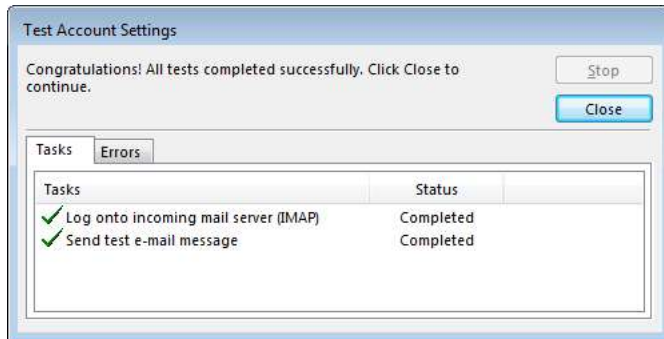 Test Account Settings
Congratulations! All tests completed successfully. Click Close to
continue.
Stop
Close
Tasks Errors
Tasks Status
Log onto incoming mail server (IMAP) Completed
Send test e-mail message Completed